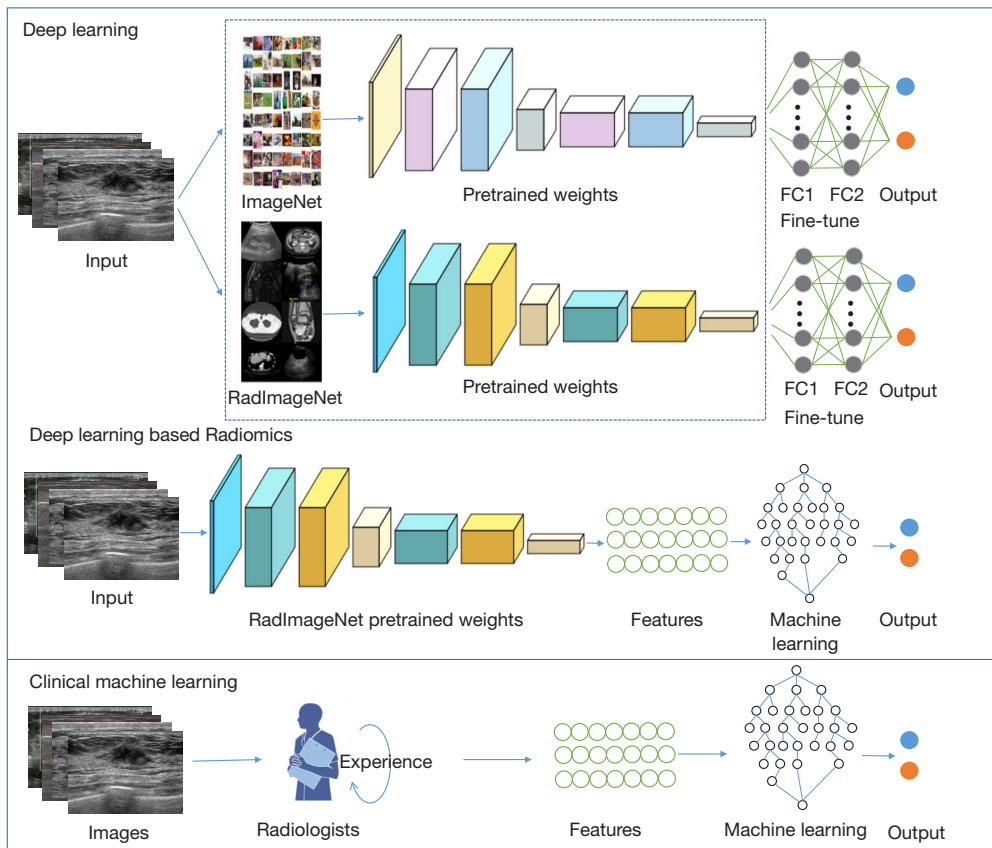 Deep learning
ImageNet
Pretrained weights
FC1 FC2 Output
Fine-tune
Input
RadImageNet
Pretrained weights
FC1 FC2 Output
Fine-tune
Deep learning based Radiomics
Input
RadImageNet pretrained weights
Features
Machine
learning
Output
Clinical machine learning
Experience
Images
Radiologists
Features
Machine learning
Output